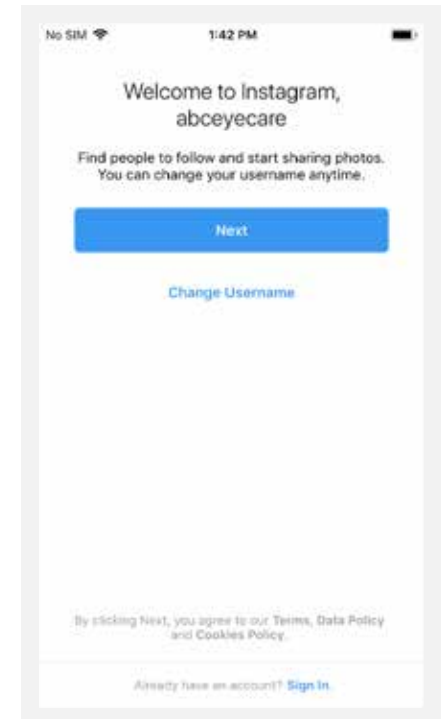 No SIM 1:42 PM
Welcome to Instagram,
abceyecare
Find people to follow and start sharing photos.
You can change your username anytime.
Next
Change Username
By clicking Next, you agree to our Terms, Data Policy
and Cookies Policy.
Already have an account? Sign In.